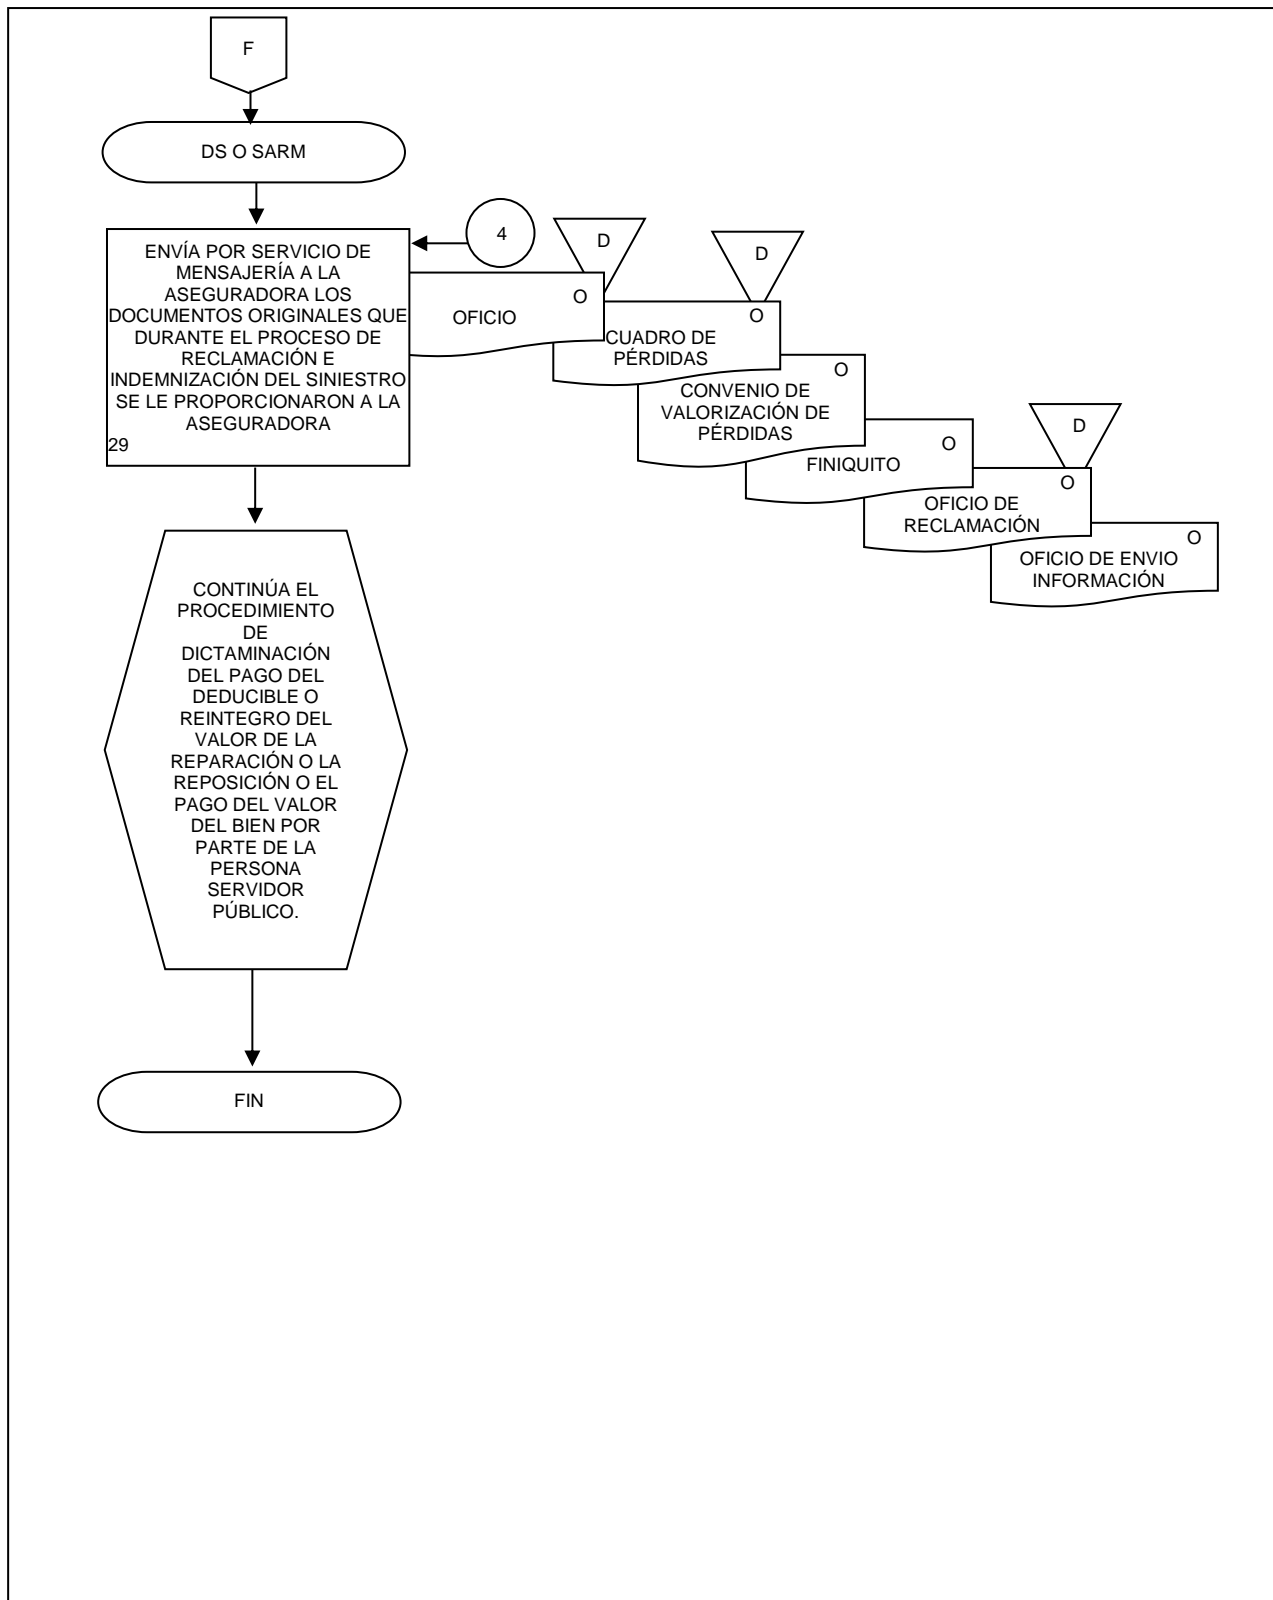 F
DS O SARM
4
D
D
ENVÍA POR SERVICIO DE
MENSAJERÍA A LA
ASEGURADORA LOS
DOCUMENTOS ORIGINALES QUE
DURANTE EL PROCESO DE
RECLAMACIÓN E
INDEMNIZACIÓN DEL SINIESTRO
SE LE PROPORCIONARON A LA
ASEGURADORA
29
O
OFICIO
O
CUADRO DE
PÉRDIDAS
O
CONVENIO DE
VALORIZACIÓN DE
PÉRDIDAS
O
FINIQUITO
D
O
OFICIO DE
RECLAMACIÓN
O
OFICIO DE ENVIO
INFORMACIÓN
CONTINÚA EL
PROCEDIMIENTO
DE
DICTAMINACIÓN
DEL PAGO DEL
DEDUCIBLE O
REINTEGRO DEL
VALOR DE LA
REPARACIÓN O LA
REPOSICIÓN O EL
PAGO DEL VALOR
DEL BIEN POR
PARTE DE LA
PERSONA
SERVIDOR
PÚBLICO.
FIN